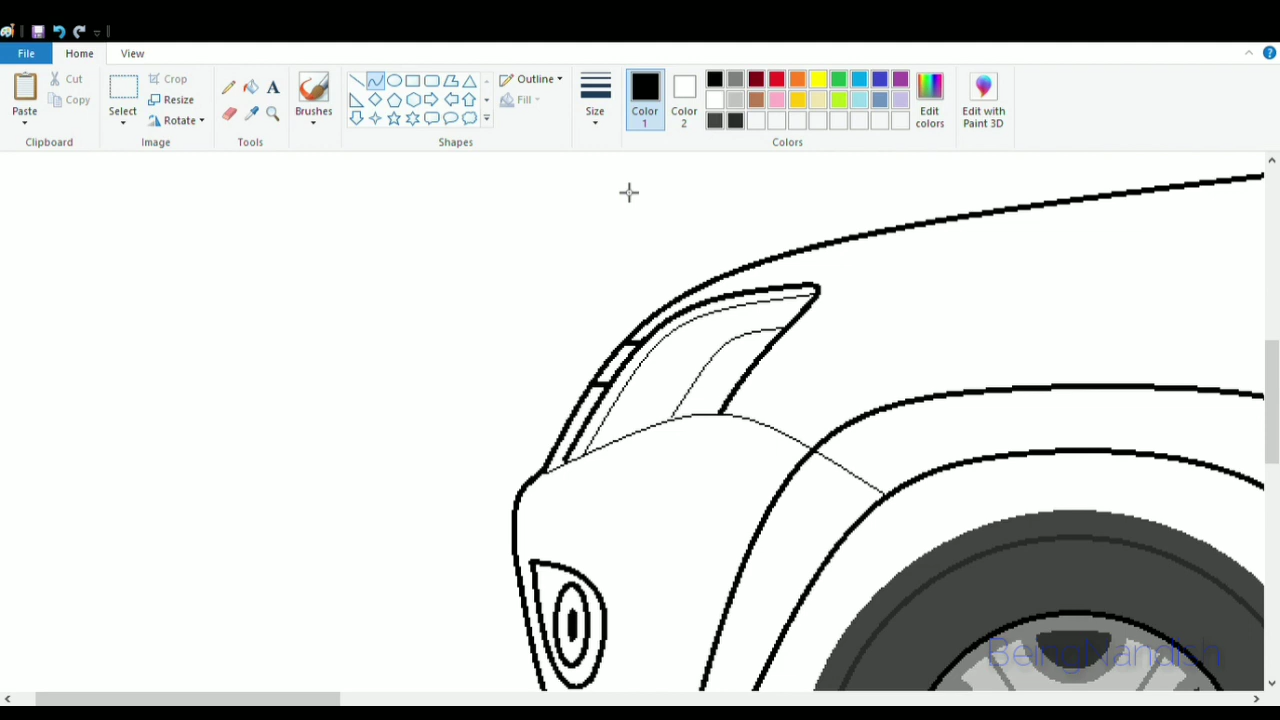 File Home View
Paste
Cut
Copy
Clipboard
Select
Crop
Resize
Rotate
Image
Tools
Brushes
Shapes
Outline
Fill
Size
Color 1
Color 2
Edit colors
Colors
Edit with Paint 3D
BeingNandish